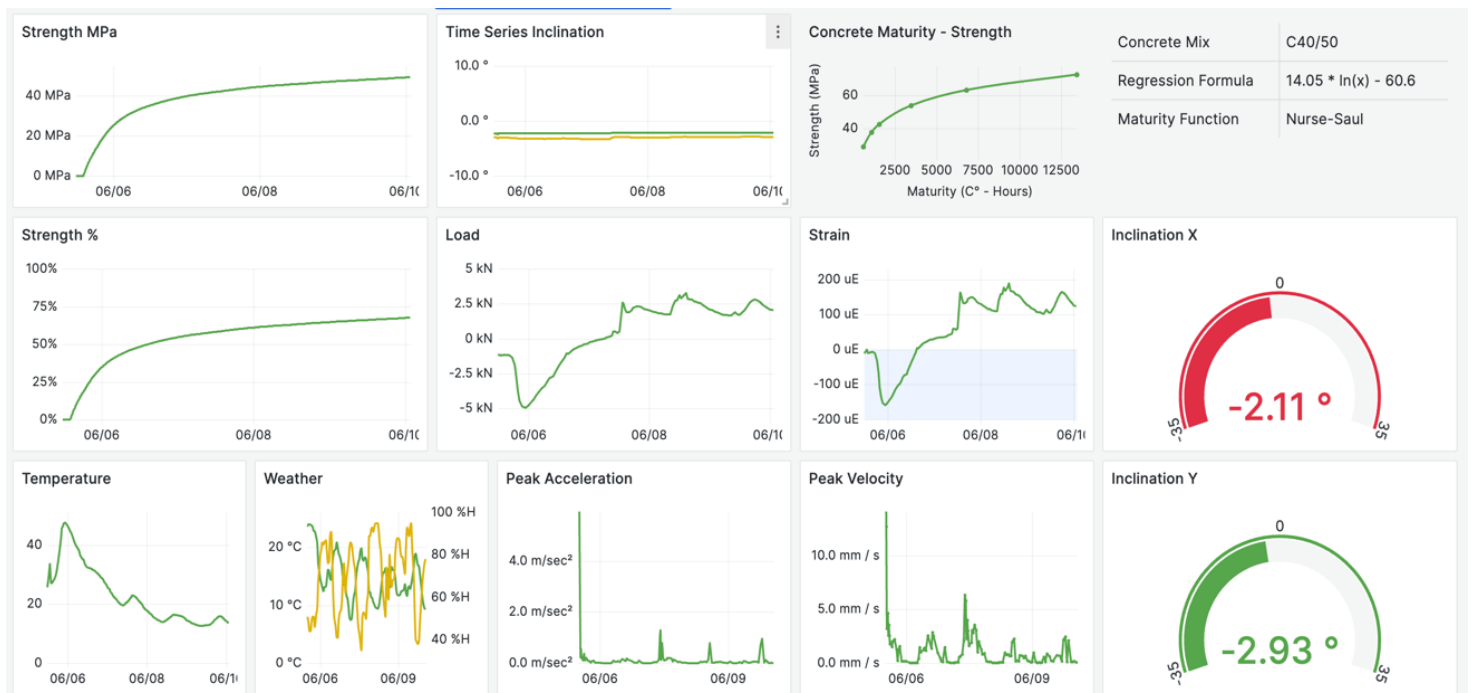 Strength MPa
40 MPa
20 MPa
0 MPa
06/06 06/08 06/10
Time Series Inclination
10.0 °
0.0 °
-10.0 °
06/06 06/08 06/10
Concrete Maturity - Strength
Strength (MPa)
60
40
2500 5000 7500 10000 12500
Maturity (C° - Hours)
Concrete Mix C40/50
Regression Formula 14.05 * ln(x) - 60.6
Maturity Function Nurse-Saul
Strength %
100%
75%
50%
25%
0%
06/06 06/08 06/10
Load
5 kN
2.5 kN
0 kN
-2.5 kN
-5 kN
06/06 06/08 06/10
Strain
200 uE
100 uE
0 uE
-100 uE
-200 uE
06/06 06/08 06/10
Inclination X
0
-35 35
-2.11 °
Temperature
40
20
0
06/06 06/08 06/1
Weather
20 °C
10 °C
0 °C
100 %H
80 %H
60 %H
40 %H
06/06 06/09
Peak Acceleration
4.0 m/sec²
2.0 m/sec²
0.0 m/sec²
06/06 06/09
Peak Velocity
10.0 mm / s
5.0 mm / s
0.0 mm / s
06/06 06/09
Inclination Y
0
-35 35
-2.93 °